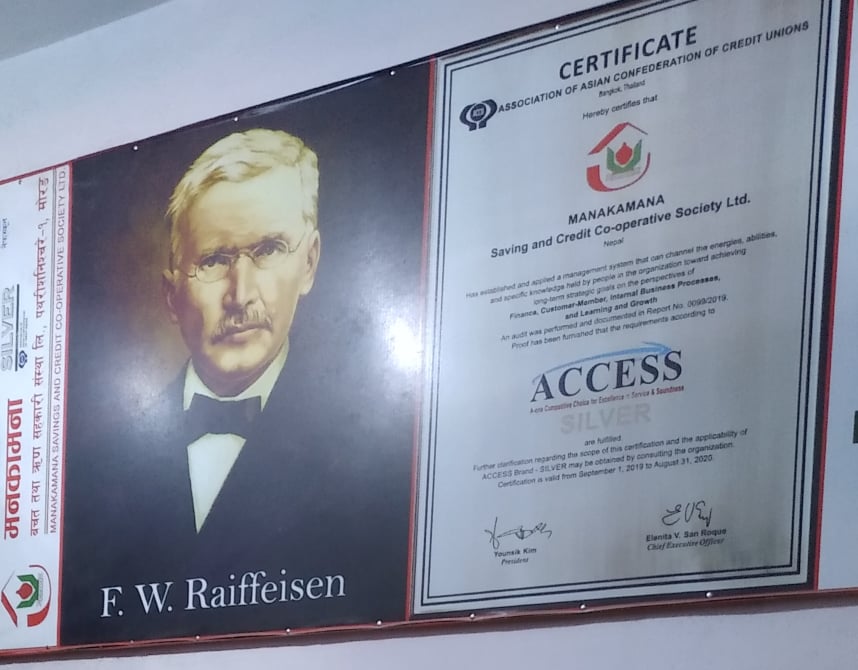 SILVER
मनकामना
बचत तथा ऋण सहकारी संस्था लि., पथरीशनिश्चरे-१, मोरङ
MANAKAMANA SAVINGS AND CREDIT CO-OPERATIVE SOCIETY LTD.
F. W. Raiffeisen
CERTIFICATE
ASSOCIATION OF ASIAN CONFEDERATION OF CREDIT UNIONS
Bangkok, Thailand
Hereby certifies that
MANAKAMANA
Saving and Credit Co-operative Society Ltd.
Nepal
Has established and applied a management system that can channel the energies, abilities,
and specific knowledge held by people in the organization toward achieving
long-term strategic goals on the perspectives of
Finance, Customer-Member, Internal Business Processes,
and Learning and Growth
An audit was performed and documented in Report No. 0099/2019.
Proof has been furnished that the requirements according to
ACCESS
A-one Competitive Choice for Excellence in Service & Soundness
SILVER
are fulfilled
Further clarification regarding the scope of this certification and the applicability of
ACCESS Brand - SILVER may be obtained by consulting the organization.
Certification is valid from September 1, 2019 to August 31, 2020.
Younsik Kim
President
Elenita V. San Roque
Chief Executive Officer